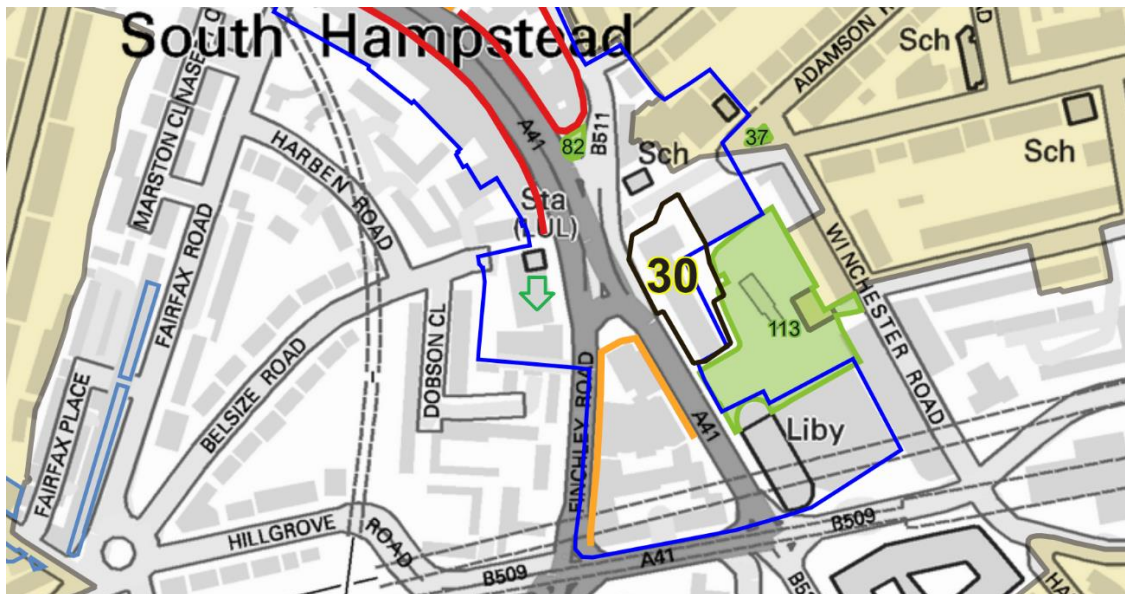 South Hampstead
MARSTON CL
NASE
HARBEN ROAD
FAIRFAX ROAD
FAIRFAX PLACE
BELSIZE ROAD
DOBSON CL
HILLGROVE ROAD
B509
A41
82
B511
Sch
37
ADAMSON
Sch
Sch
Sta
(LUL)
30
113
WINCHESTER ROAD
FINCHLEY ROAD
A41
Liby
A41
B509